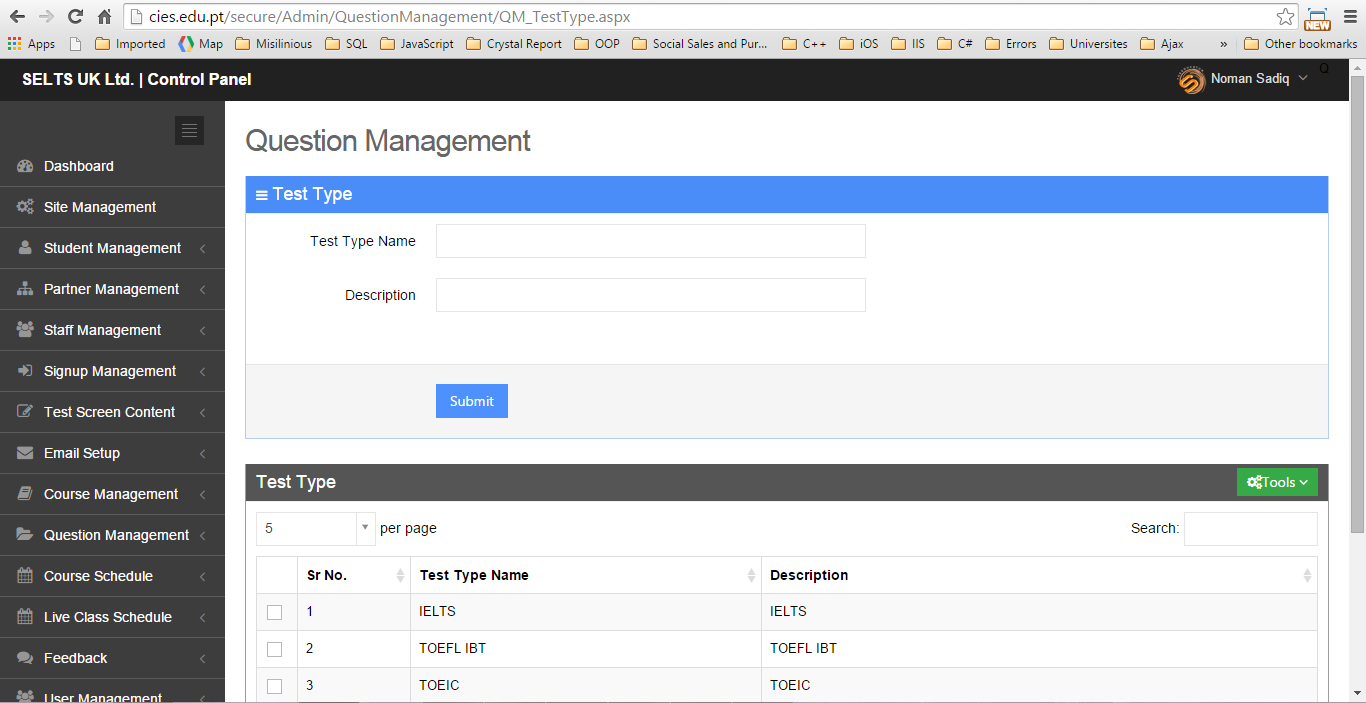 cies.edu.pt/secure/Admin/QuestionManagement/QM_TestType.aspx
NEW
Apps Imported Map Misilinious SQL JavaScript Crystal Report OOP Social Sales and Pur... C++ iOS IIS C# Errors Universites Ajax » Other bookmarks
SELTS UK Ltd. | Control Panel
Noman Sadiq
Q
Dashboard
Site Management
Student Management
Partner Management
Staff Management
Signup Management
Test Screen Content
Email Setup
Course Management
Question Management
Course Schedule
Live Class Schedule
Feedback
User Management
Question Management
Test Type
Test Type Name
Description
Submit
Test Type
Tools
5 per page
Search:
Sr No. Test Type Name Description
1 IELTS IELTS
2 TOEFL IBT TOEFL IBT
3 TOEIC TOEIC